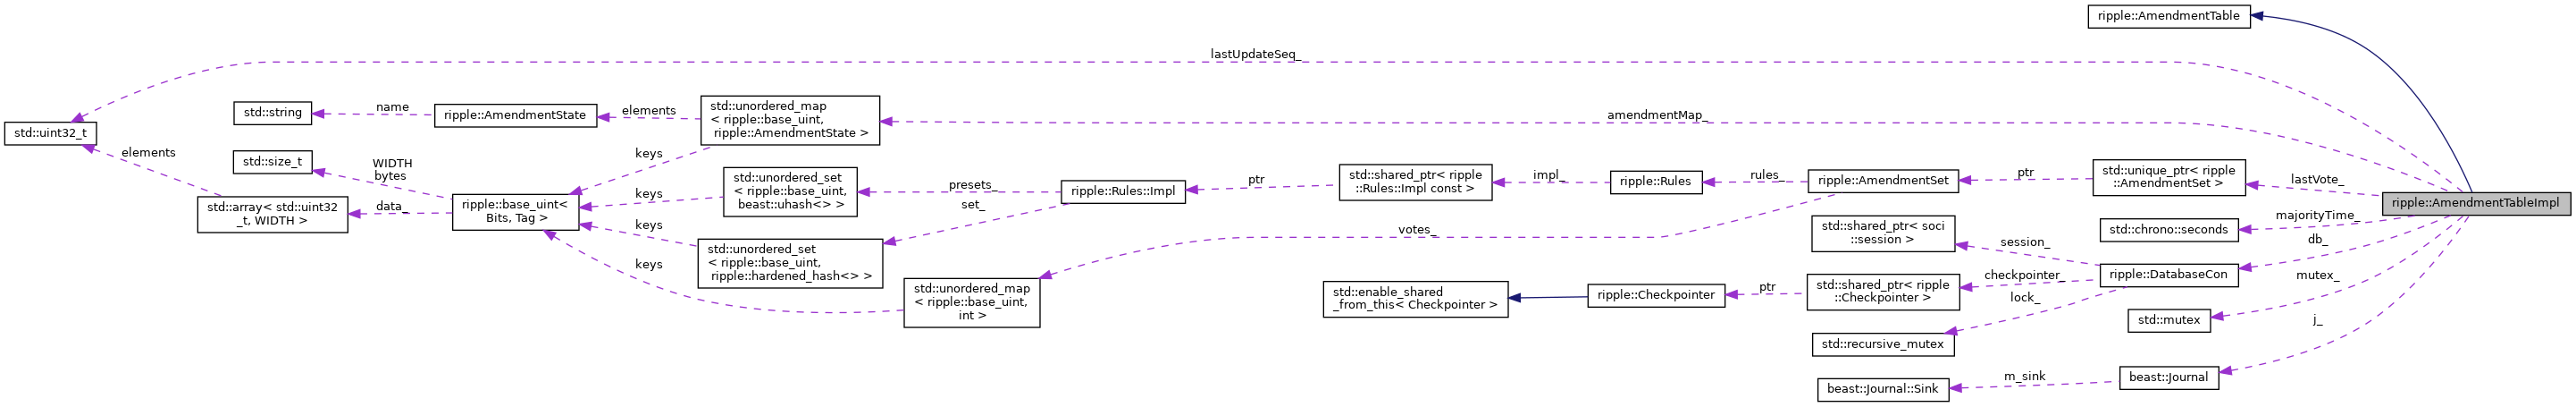 ripple::AmendmentTable
lastUpdateSeq_
std::uint32_t
elements
std::string
name
ripple::AmendmentState
elements
std::unordered_map
< ripple::base_uint,
ripple::AmendmentState >
amendmentMap_
std::size_t
WIDTH
bytes
keys
std::array< std::uint32
_t, WIDTH >
data_
ripple::base_uint<
Bits, Tag >
keys
std::unordered_set
< ripple::base_uint,
beast::uhash<> >
presets_
set_
ripple::Rules::Impl
ptr
std::shared_ptr< ripple
::Rules::Impl const >
impl_
ripple::Rules
rules_
ripple::AmendmentSet
ptr
std::unique_ptr< ripple
::AmendmentSet >
lastVote_
ripple::AmendmentTableImpl
keys
std::unordered_set
< ripple::base_uint,
ripple::hardened_hash<> >
votes_
keys
std::unordered_map
< ripple::base_uint,
int >
majorityTime_
std::chrono::seconds
std::shared_ptr< soci
::session >
session_
db_
ripple::DatabaseCon
checkpointer_
std::enable_shared
_from_this< Checkpointer >
ripple::Checkpointer
ptr
std::shared_ptr< ripple
::Checkpointer >
lock_
mutex_
std::mutex
std::recursive_mutex
j_
beast::Journal::Sink
m_sink
beast::Journal